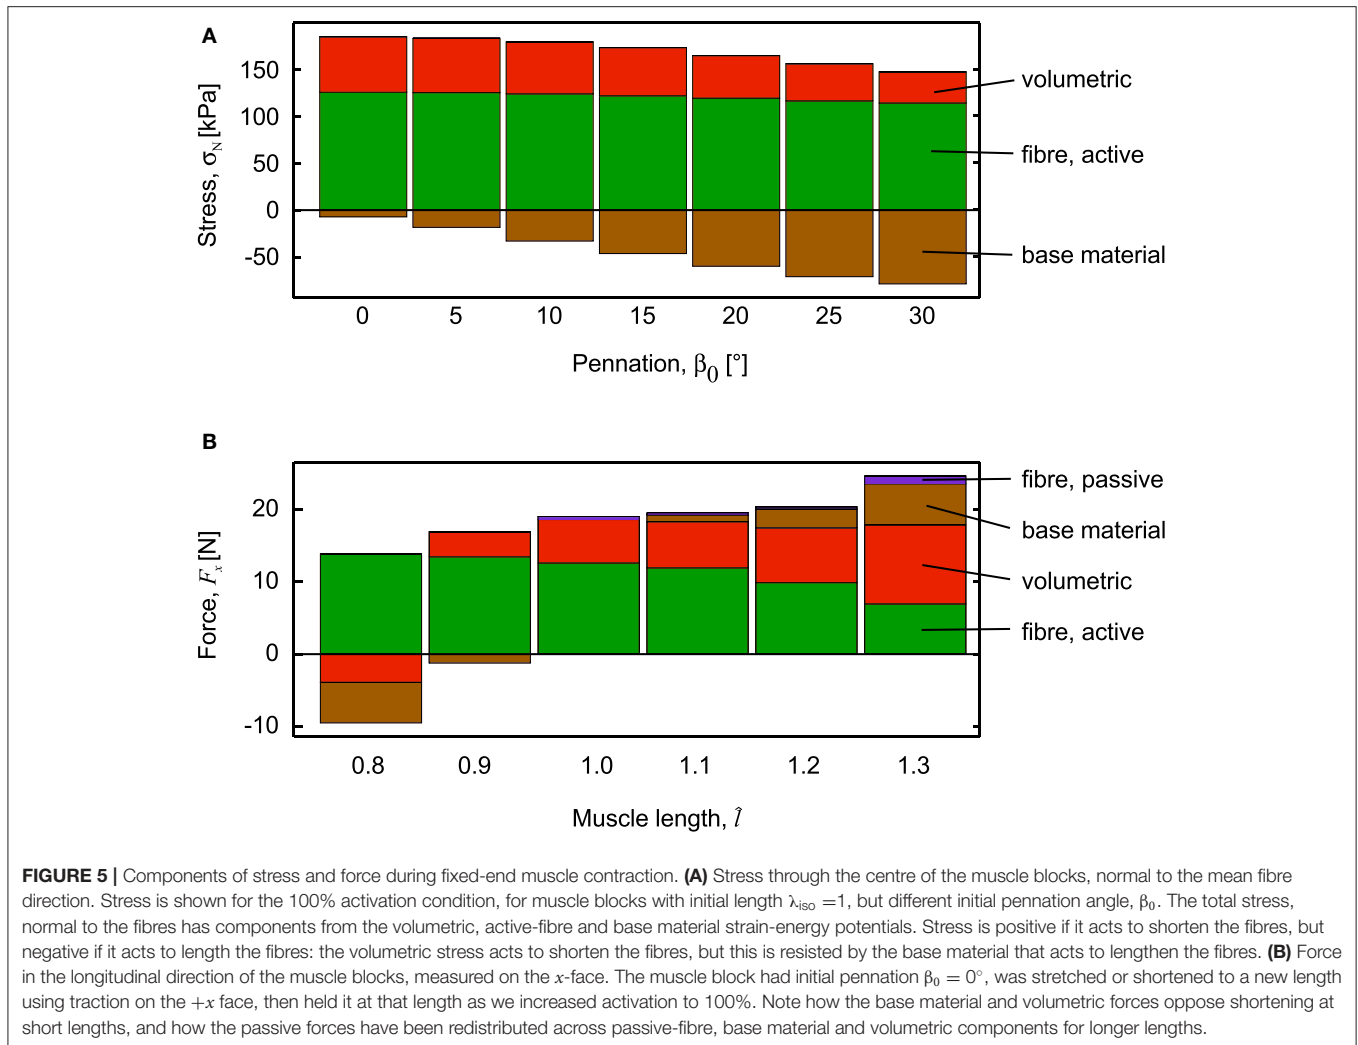 A
150
100
50
0
-50
Stress, σN [kPa]
volumetric
fibre, active
base material
0 5 10 15 20 25 30
Pennation, β0 [°]
B
20
10
0
-10
Force, Fx [N]
fibre, passive
base material
volumetric
fibre, active
0.8 0.9 1.0 1.1 1.2 1.3
Muscle length, l̂
FIGURE 5 | Components of stress and force during fixed-end muscle contraction. (A) Stress through the centre of the muscle blocks, normal to the mean fibre
direction. Stress is shown for the 100% activation condition, for muscle blocks with initial length λiso =1, but different initial pennation angle, β0. The total stress,
normal to the fibres has components from the volumetric, active-fibre and base material strain-energy potentials. Stress is positive if it acts to shorten the fibres, but
negative if it acts to length the fibres: the volumetric stress acts to shorten the fibres, but this is resisted by the base material that acts to lengthen the fibres. (B) Force
in the longitudinal direction of the muscle blocks, measured on the x-face. The muscle block had initial pennation β0 = 0°, was stretched or shortened to a new length
using traction on the +x face, then held it at that length as we increased activation to 100%. Note how the base material and volumetric forces oppose shortening at
short lengths, and how the passive forces have been redistributed across passive-fibre, base material and volumetric components for longer lengths.